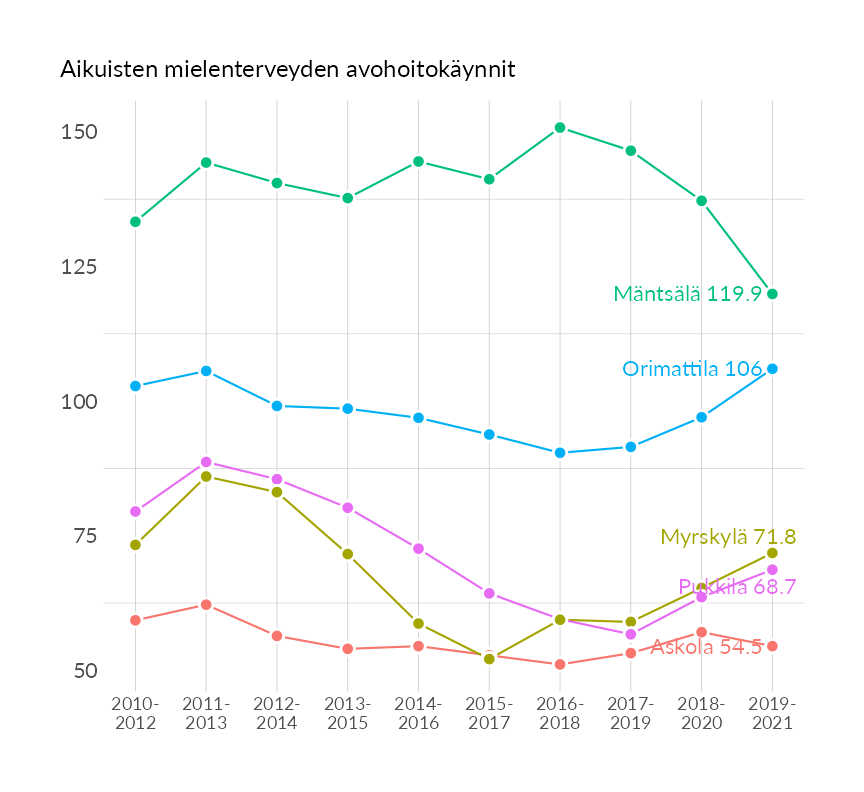 Aikuisten mielenterveyden avohoitokäynnit
150
125
Mäntsälä 119.9
Orimattila 106
100
75
Myrskylä 71.8
Pukkila 68.7
Askola 54.5
50
2010- 2011- 2012- 2013- 2014- 2015- 2016- 2017- 2018- 2019-
2012 2013 2014 2015 2016 2017 2018 2019 2020 2021